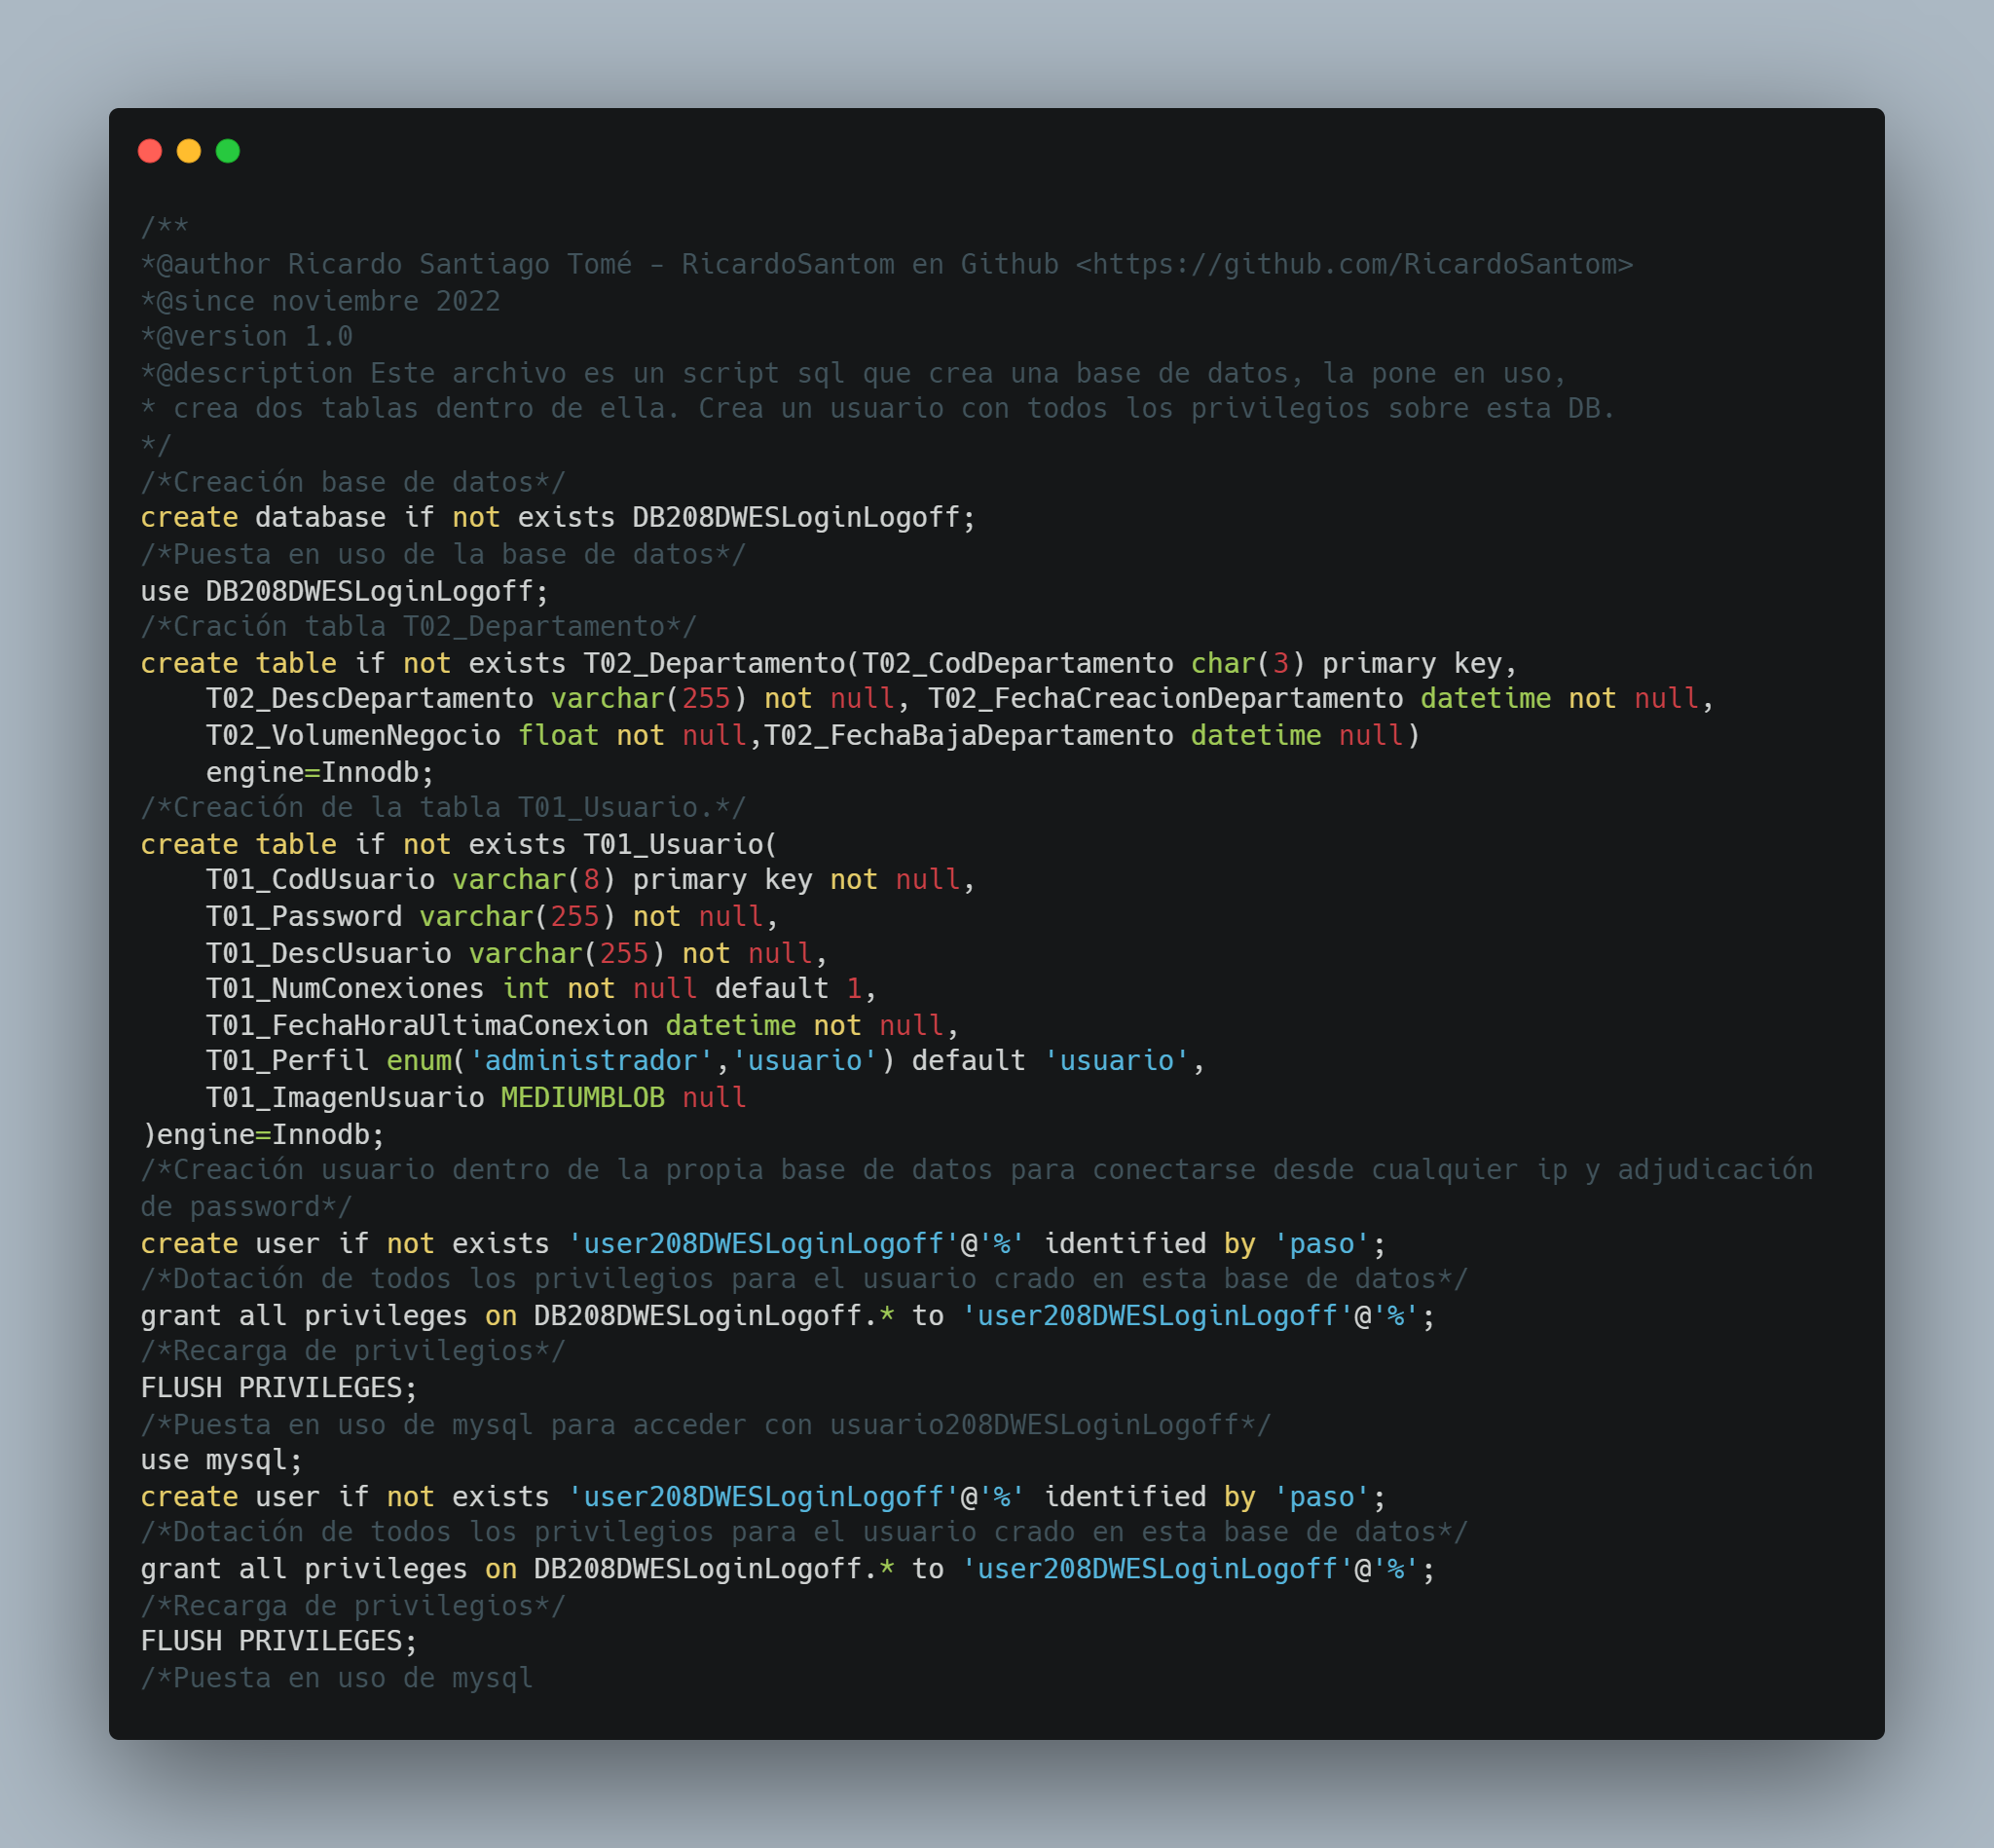 /**
*@author Ricardo Santiago Tomé - RicardoSantom en Github <https://github.com/RicardoSantom>
*@since noviembre 2022
*@version 1.0
*@description Este archivo es un script sql que crea una base de datos, la pone en uso,
* crea dos tablas dentro de ella. Crea un usuario con todos los privilegios sobre esta DB.
*/
/*Creación base de datos*/
create database if not exists DB208DWESLoginLogoff;
/*Puesta en uso de la base de datos*/
use DB208DWESLoginLogoff;
/*Cración tabla T02_Departamento*/
create table if not exists T02_Departamento(T02_CodDepartamento char(3) primary key,
    T02_DescDepartamento varchar(255) not null, T02_FechaCreacionDepartamento datetime not null,
    T02_VolumenNegocio float not null,T02_FechaBajaDepartamento datetime null)
    engine=Innodb;
/*Creación de la tabla T01_Usuario.*/
create table if not exists T01_Usuario(
    T01_CodUsuario varchar(8) primary key not null,
    T01_Password varchar(255) not null,
    T01_DescUsuario varchar(255) not null,
    T01_NumConexiones int not null default 1,
    T01_FechaHoraUltimaConexion datetime not null,
    T01_Perfil enum('administrador','usuario') default 'usuario',
    T01_ImagenUsuario MEDIUMBLOB null
)engine=Innodb;
/*Creación usuario dentro de la propia base de datos para conectarse desde cualquier ip y adjudicación
de password*/
create user if not exists 'user208DWESLoginLogoff'@'%' identified by 'paso';
/*Dotación de todos los privilegios para el usuario crado en esta base de datos*/
grant all privileges on DB208DWESLoginLogoff.* to 'user208DWESLoginLogoff'@'%';
/*Recarga de privilegios*/
FLUSH PRIVILEGES;
/*Puesta en uso de mysql para acceder con usuario208DWESLoginLogoff*/
use mysql;
create user if not exists 'user208DWESLoginLogoff'@'%' identified by 'paso';
/*Dotación de todos los privilegios para el usuario crado en esta base de datos*/
grant all privileges on DB208DWESLoginLogoff.* to 'user208DWESLoginLogoff'@'%';
/*Recarga de privilegios*/
FLUSH PRIVILEGES;
/*Puesta en uso de mysql